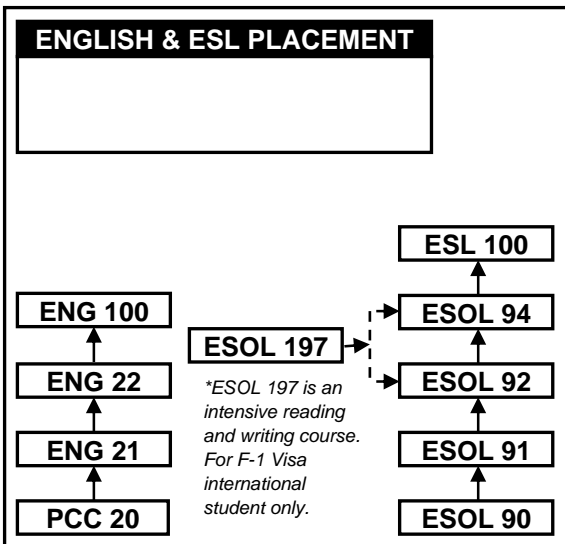 ENGLISH & ESL PLACEMENT
ESL 100
ENG 100
ESOL 197
ESOL 94
ENG 22
*ESOL 197 is an
intensive reading
and writing course.
For F-1 Visa
international
student only.
ESOL 92
ENG 21
ESOL 91
PCC 20
ESOL 90